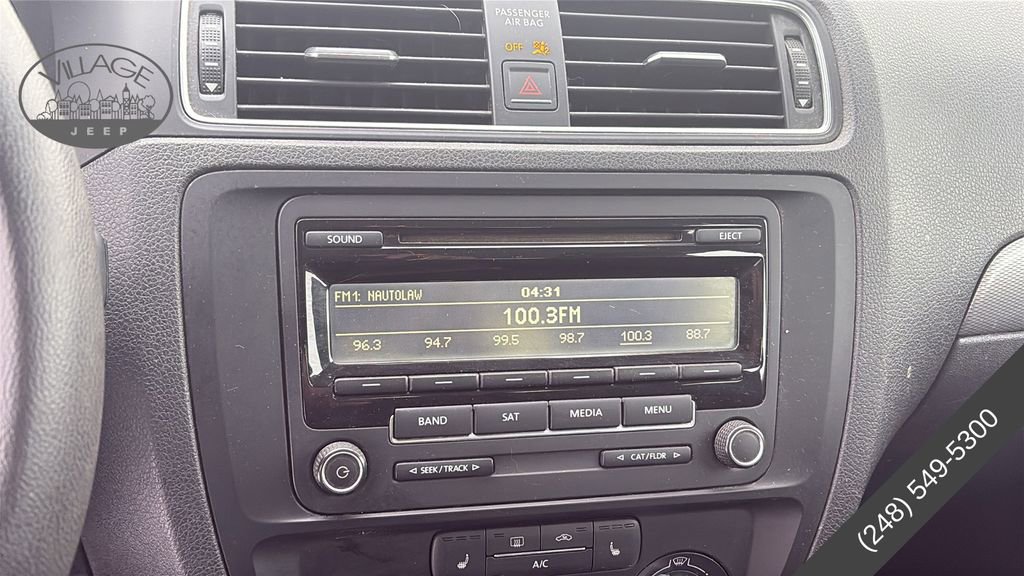 VILLAGE
JEEP
PASSENGER
AIR BAG
OFF
SOUND
EJECT
FM1: NAUTOLAW 04:31
100.3FM
96.3 94.7 99.5 98.7 100.3 88.7
BAND SAT MEDIA MENU
SEEK/TRACK CAT/FLDR
A/C
(248) 549-5300